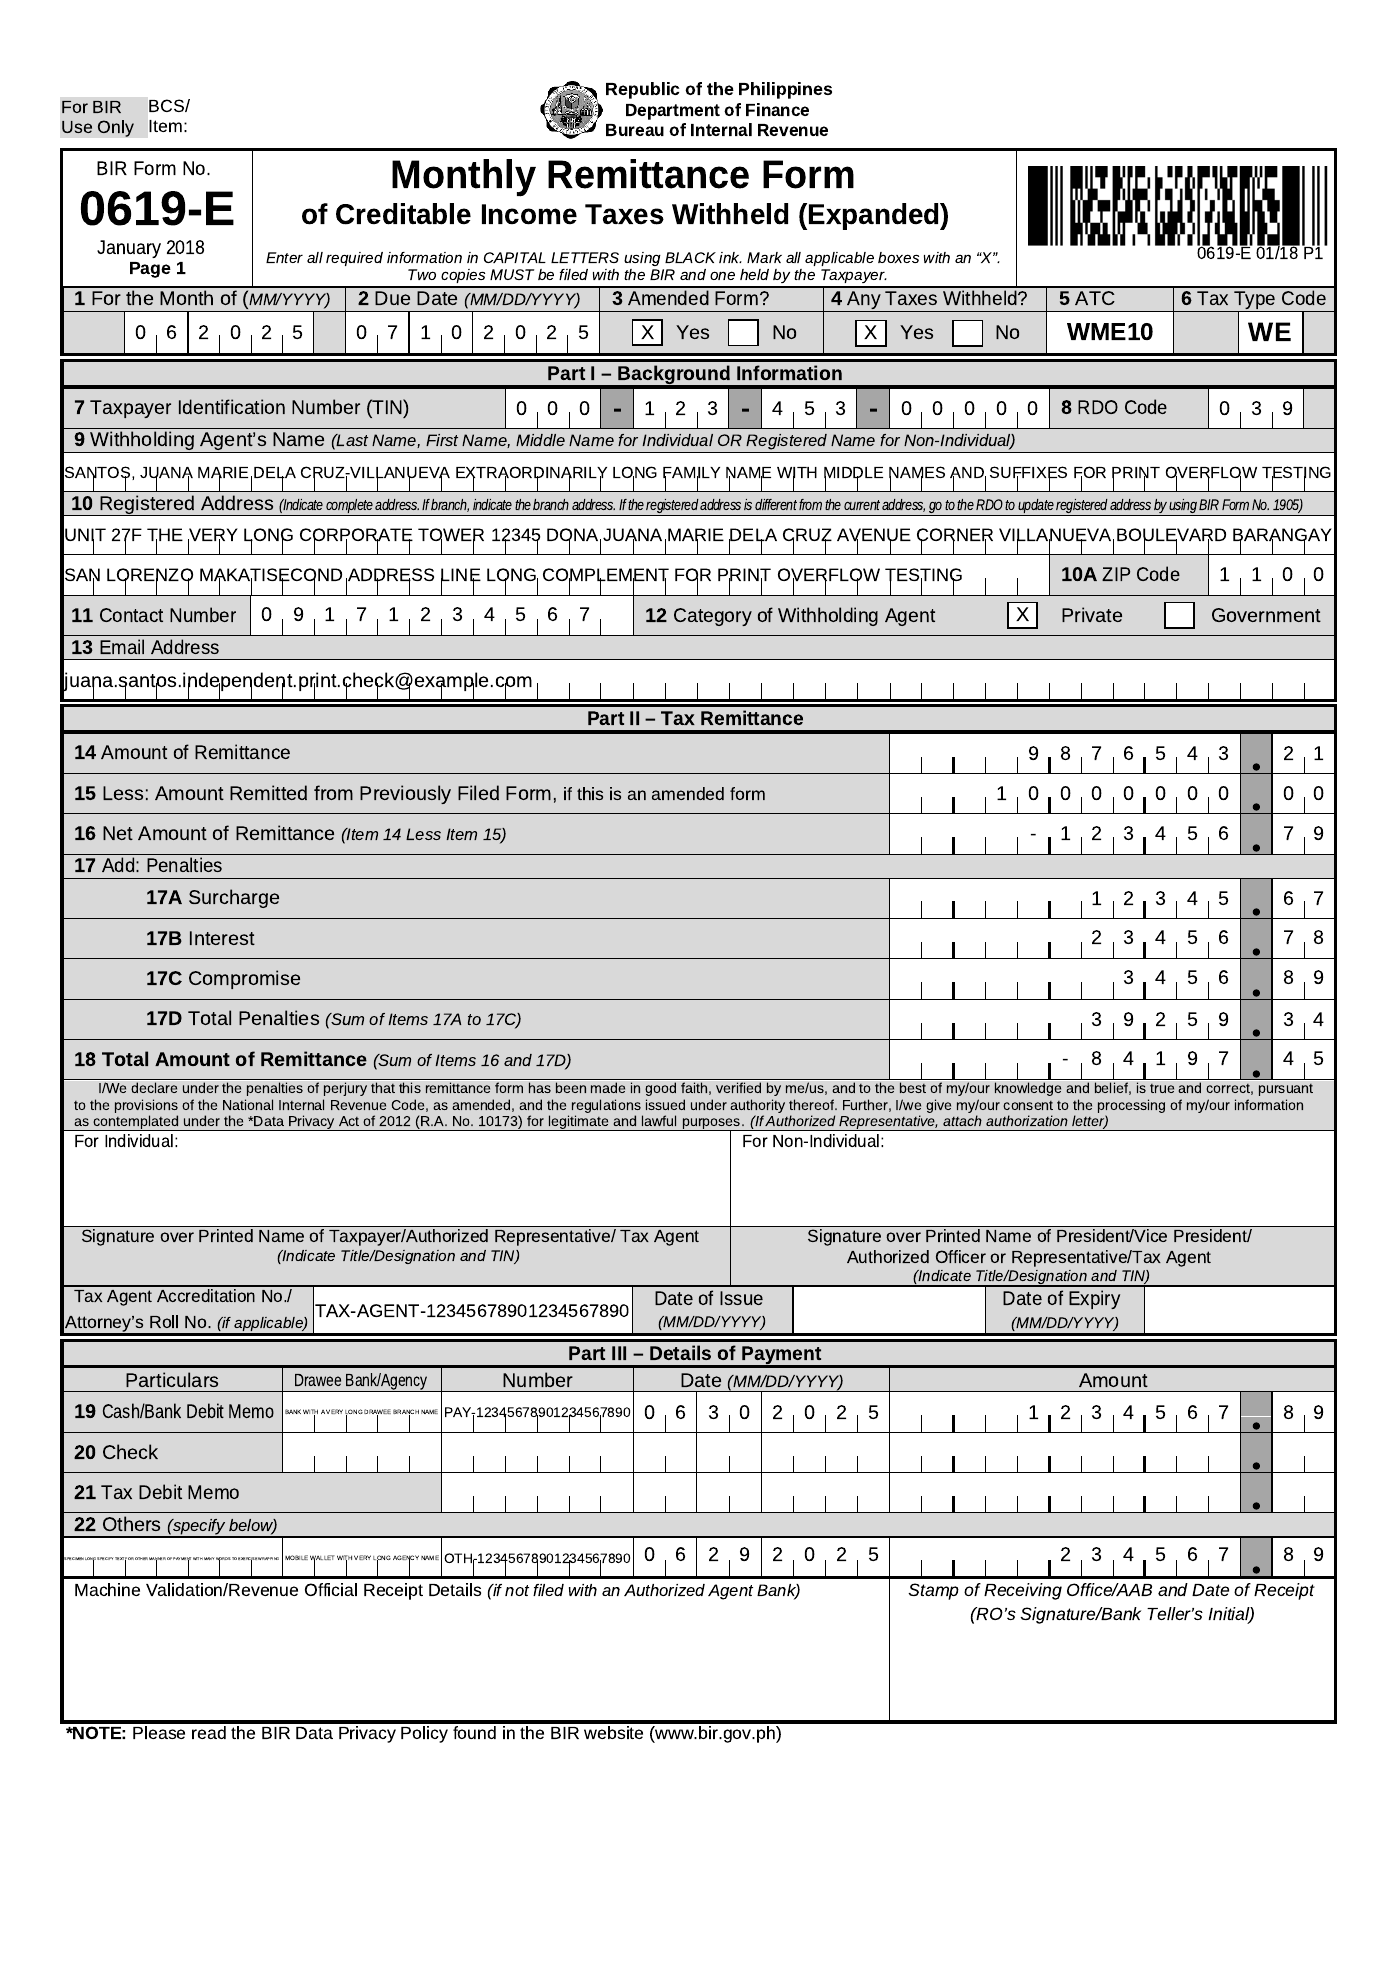 For BIR Use Only
BCS/ Item:
Republic of the Philippines
Department of Finance
Bureau of Internal Revenue
BIR Form No.
0619-E
January 2018
Page 1
Monthly Remittance Form
of Creditable Income Taxes Withheld (Expanded)
Enter all required information in CAPITAL LETTERS using BLACK ink. Mark all applicable boxes with an “X”.
Two copies MUST be filed with the BIR and one held by the Taxpayer.
0619-E 01/18 P1
1 For the Month of (MM/YYYY) 2 Due Date (MM/DD/YYYY) 3 Amended Form? 4 Any Taxes Withheld? 5 ATC 6 Tax Type Code
0 6 2 0 2 5 0 7 1 0 2 0 2 5 X Yes No X Yes No WME10 WE
Part I – Background Information
7 Taxpayer Identification Number (TIN) 0 0 0 - 1 2 3 - 4 5 3 - 0 0 0 0 0 8 RDO Code 0 3 9
9 Withholding Agent’s Name (Last Name, First Name, Middle Name for Individual OR Registered Name for Non-Individual)
SANTOS, JUANA MARIE DELA CRUZ-VILLANUEVA EXTRAORDINARILY LONG FAMILY NAME WITH MIDDLE NAMES AND SUFFIXES FOR PRINT OVERFLOW TESTING
10 Registered Address (Indicate complete address. If branch, indicate the branch address. If the registered address is different from the current address, go to the RDO to update registered address by using BIR Form No. 1905)
UNIT 27F THE VERY LONG CORPORATE TOWER 12345 DONA JUANA MARIE DELA CRUZ AVENUE CORNER VILLANUEVA BOULEVARD BARANGAY
SAN LORENZO MAKATISECOND ADDRESS LINE LONG COMPLEMENT FOR PRINT OVERFLOW TESTING 10A ZIP Code 1 1 0 0
11 Contact Number 0 9 1 7 1 2 3 4 5 6 7 12 Category of Withholding Agent X Private Government
13 Email Address
juana.santos.independent.print.check@example.com
Part II – Tax Remittance
14 Amount of Remittance 9 8 7 6 5 4 3 . 2 1
15 Less: Amount Remitted from Previously Filed Form, if this is an amended form 1 0 0 0 0 0 0 0 . 0 0
16 Net Amount of Remittance (Item 14 Less Item 15) - 1 2 3 4 5 6 . 7 9
17 Add: Penalties
17A Surcharge 1 2 3 4 5 . 6 7
17B Interest 2 3 4 5 6 . 7 8
17C Compromise 3 4 5 6 . 8 9
17D Total Penalties (Sum of Items 17A to 17C) 3 9 2 5 9 . 3 4
18 Total Amount of Remittance (Sum of Items 16 and 17D) - 8 4 1 9 7 . 4 5
I/We declare under the penalties of perjury that this remittance form has been made in good faith, verified by me/us, and to the best of my/our knowledge and belief, is true and correct, pursuant
to the provisions of the National Internal Revenue Code, as amended, and the regulations issued under authority thereof. Further, I/we give my/our consent to the processing of my/our information
as contemplated under the *Data Privacy Act of 2012 (R.A. No. 10173) for legitimate and lawful purposes. (If Authorized Representative, attach authorization letter)
For Individual: For Non-Individual:
Signature over Printed Name of Taxpayer/Authorized Representative/ Tax Agent
(Indicate Title/Designation and TIN)
Signature over Printed Name of President/Vice President/
Authorized Officer or Representative/Tax Agent
(Indicate Title/Designation and TIN)
Tax Agent Accreditation No./
Attorney’s Roll No. (if applicable)
TAX-AGENT-12345678901234567890
Date of Issue
(MM/DD/YYYY)
Date of Expiry
(MM/DD/YYYY)
Part III – Details of Payment
Particulars Drawee Bank/Agency Number Date (MM/DD/YYYY) Amount
19 Cash/Bank Debit Memo BANK WITH A VERY LONG DRAWEE BRANCH NAME PAY-12345678901234567890 0 6 3 0 2 0 2 5 1 2 3 4 5 6 7 . 8 9
20 Check .
21 Tax Debit Memo .
22 Others (specify below)
SPECIMEN LONG SPECIFY TEXT FOR OTHER MANNER OF PAYMENT WITH MANY WORDS TO EXERCISE MOBILE WALLET WITH VERY LONG AGENCY NAME OTH-12345678901234567890 0 6 2 9 2 0 2 5 2 3 4 5 6 7 . 8 9
Machine Validation/Revenue Official Receipt Details (if not filed with an Authorized Agent Bank)
Stamp of Receiving Office/AAB and Date of Receipt
(RO’s Signature/Bank Teller’s Initial)
*NOTE: Please read the BIR Data Privacy Policy found in the BIR website (www.bir.gov.ph)